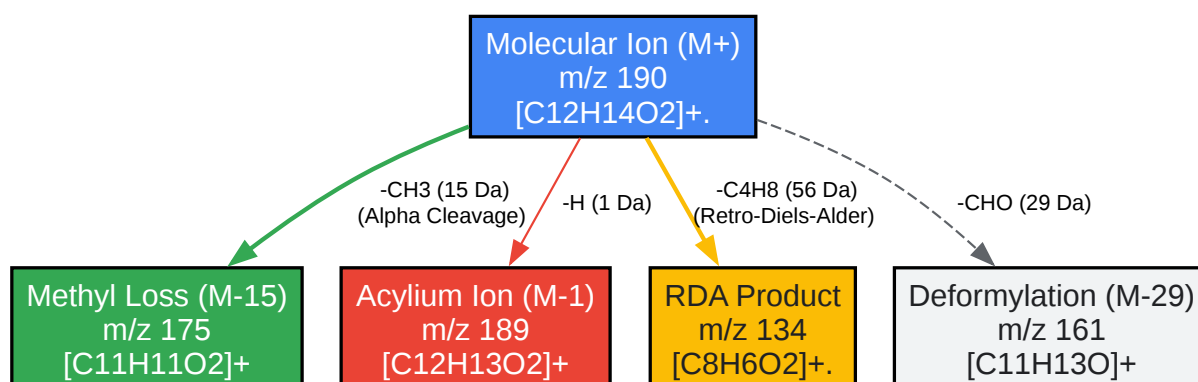 Molecular Ion (M+)
m/z 190
[C12H14O2]+.
-CH3 (15 Da)
(Alpha Cleavage)
-H (1 Da)
-C4H8 (56 Da)
(Retro-Diels-Alder)
-CHO (29 Da)
Methyl Loss (M-15)
m/z 175
[C11H11O2]+
Acylium Ion (M-1)
m/z 189
[C12H13O2]+
RDA Product
m/z 134
[C8H6O2]+.
Deformylation (M-29)
m/z 161
[C11H13O]+